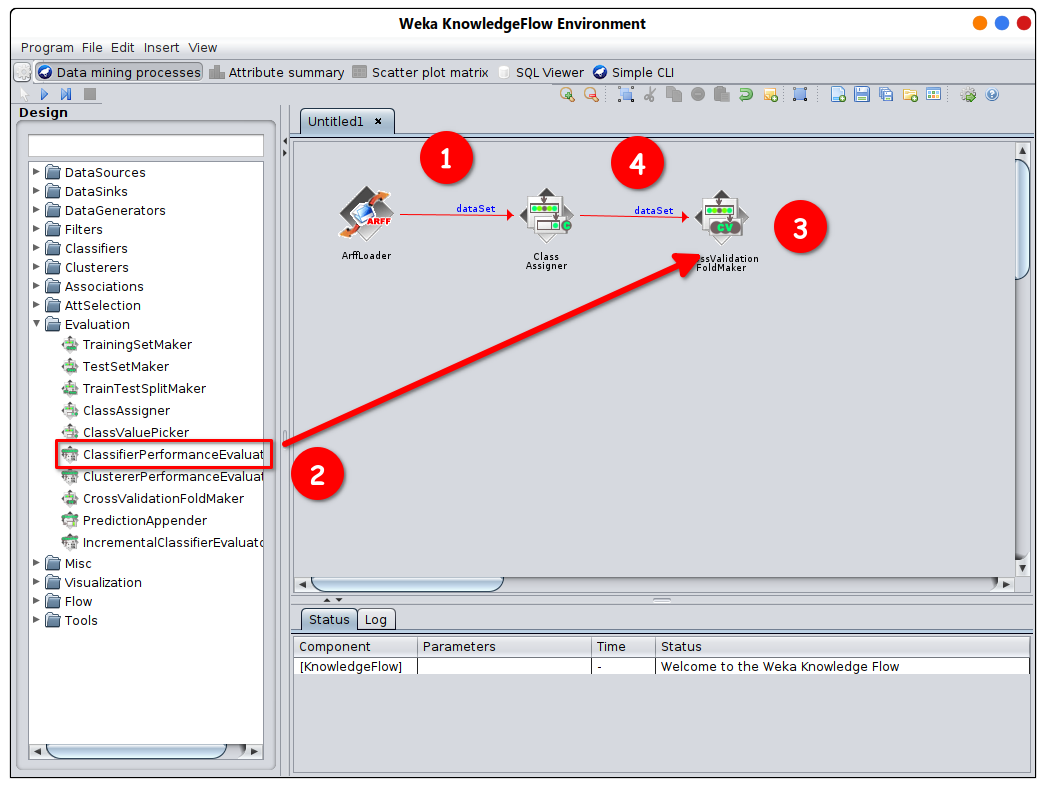 Weka KnowledgeFlow Environment
Program File Edit Insert View
Data mining processes Attribute summary Scatter plot matrix SQL Viewer Simple CLI
Design
Untitled1 ×
1
4
ARFF
dataSet
dataSet
CV
3
ArffLoader
Class
Assigner
ssValidation
FoldMaker
DataSources
DataSinks
DataGenerators
Filters
Classifiers
Clusterers
Associations
AttSelection
Evaluation
TrainingSetMaker
TestSetMaker
TrainTestSplitMaker
ClassAssigner
ClassValuePicker
ClassifierPerformanceEvaluat
2
ClustererPerformanceEvaluat
CrossValidationFoldMaker
PredictionAppender
IncrementalClassifierEvaluato
Misc
Visualization
Flow
Tools
Status Log
Component Parameters Time Status
[KnowledgeFlow] - Welcome to the Weka Knowledge Flow